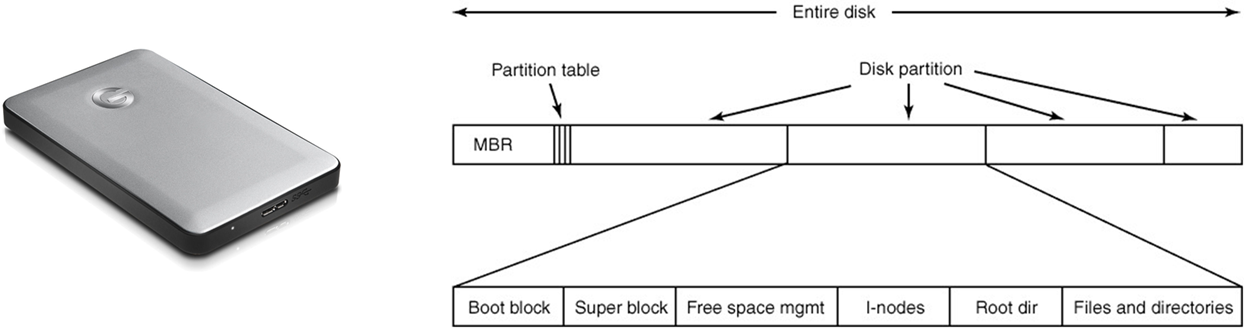 Entire disk
Partition table
Disk partition
MBR
Boot block
Super block
Free space mgmt
I-nodes
Root dir
Files and directories